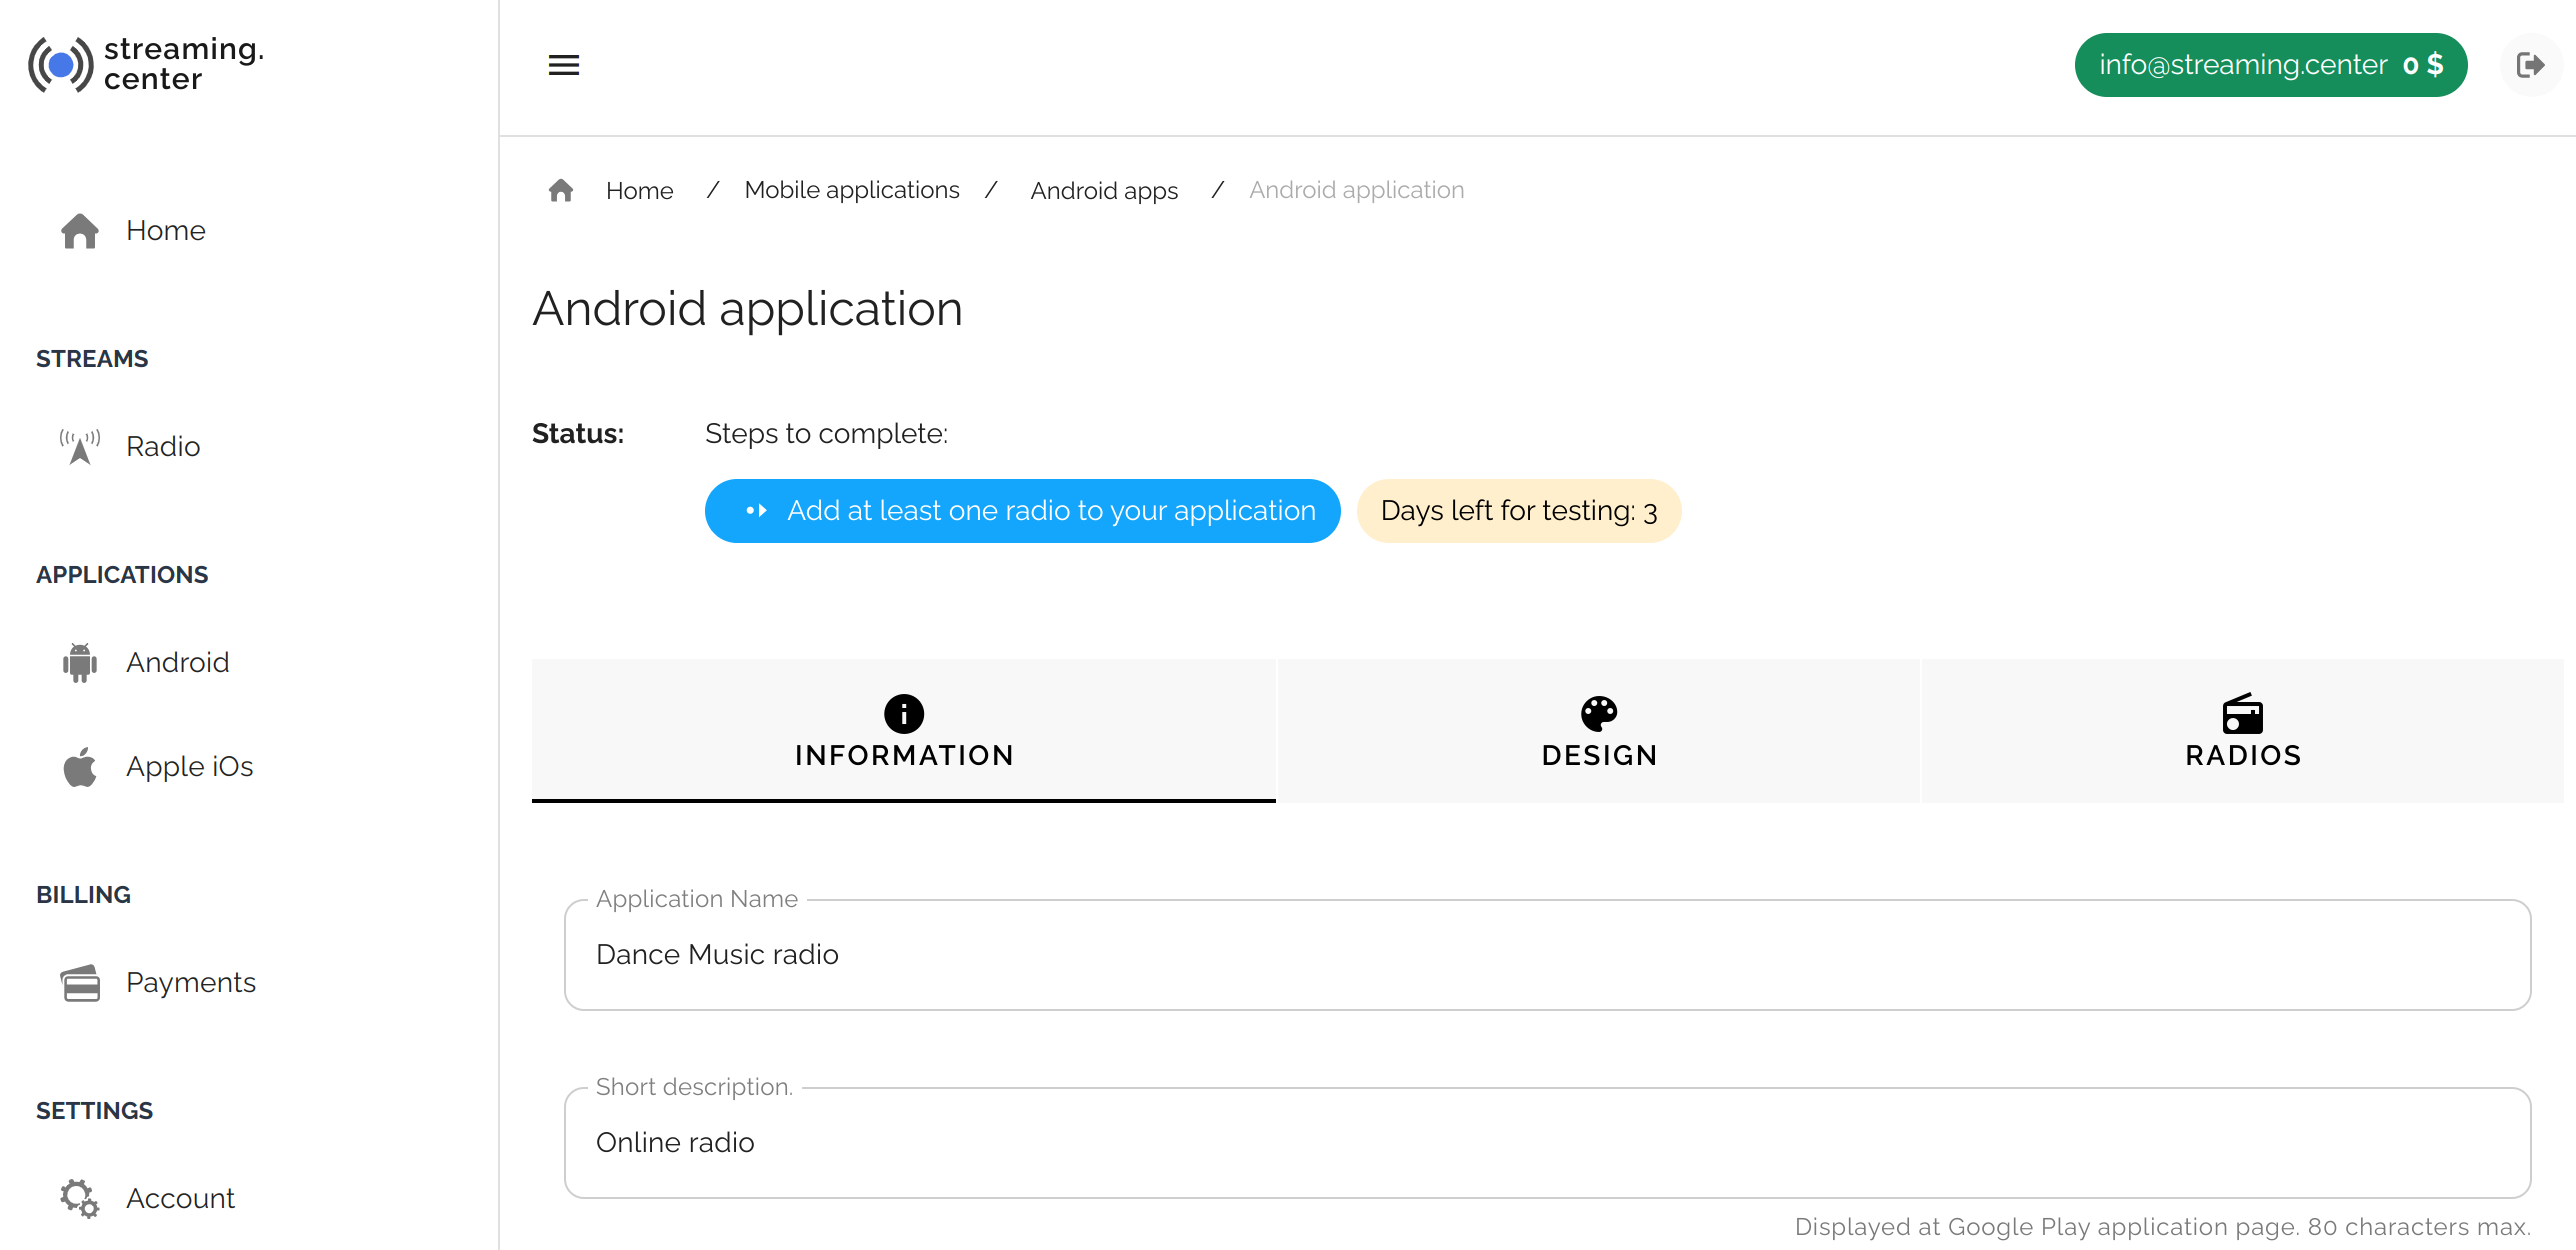 streaming.
center
Home
STREAMS
Radio
APPLICATIONS
Android
Apple iOs
BILLING
Payments
SETTINGS
Account
info@streaming.center 0 $
Home / Mobile applications / Android apps / Android application
Android application
Status: Steps to complete:
Add at least one radio to your application Days left for testing: 3
INFORMATION DESIGN RADIOS
Application Name
Dance Music radio
Short description.
Online radio
Displayed at Google Play application page. 80 characters max.